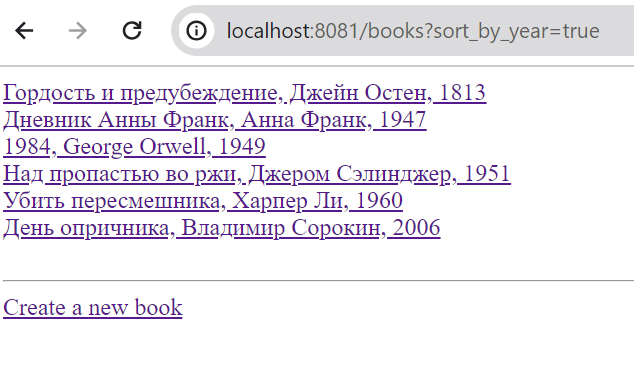 localhost:8081/books?sort_by_year=true
Гордость и предубеждение, Джейн Остен, 1813
Дневник Анны Франк, Анна Франк, 1947
1984, George Orwell, 1949
Над пропастью во ржи, Джером Сэлинджер, 1951
Убить пересмешника, Харпер Ли, 1960
День опричника, Владимир Сорокин, 2006
Create a new book